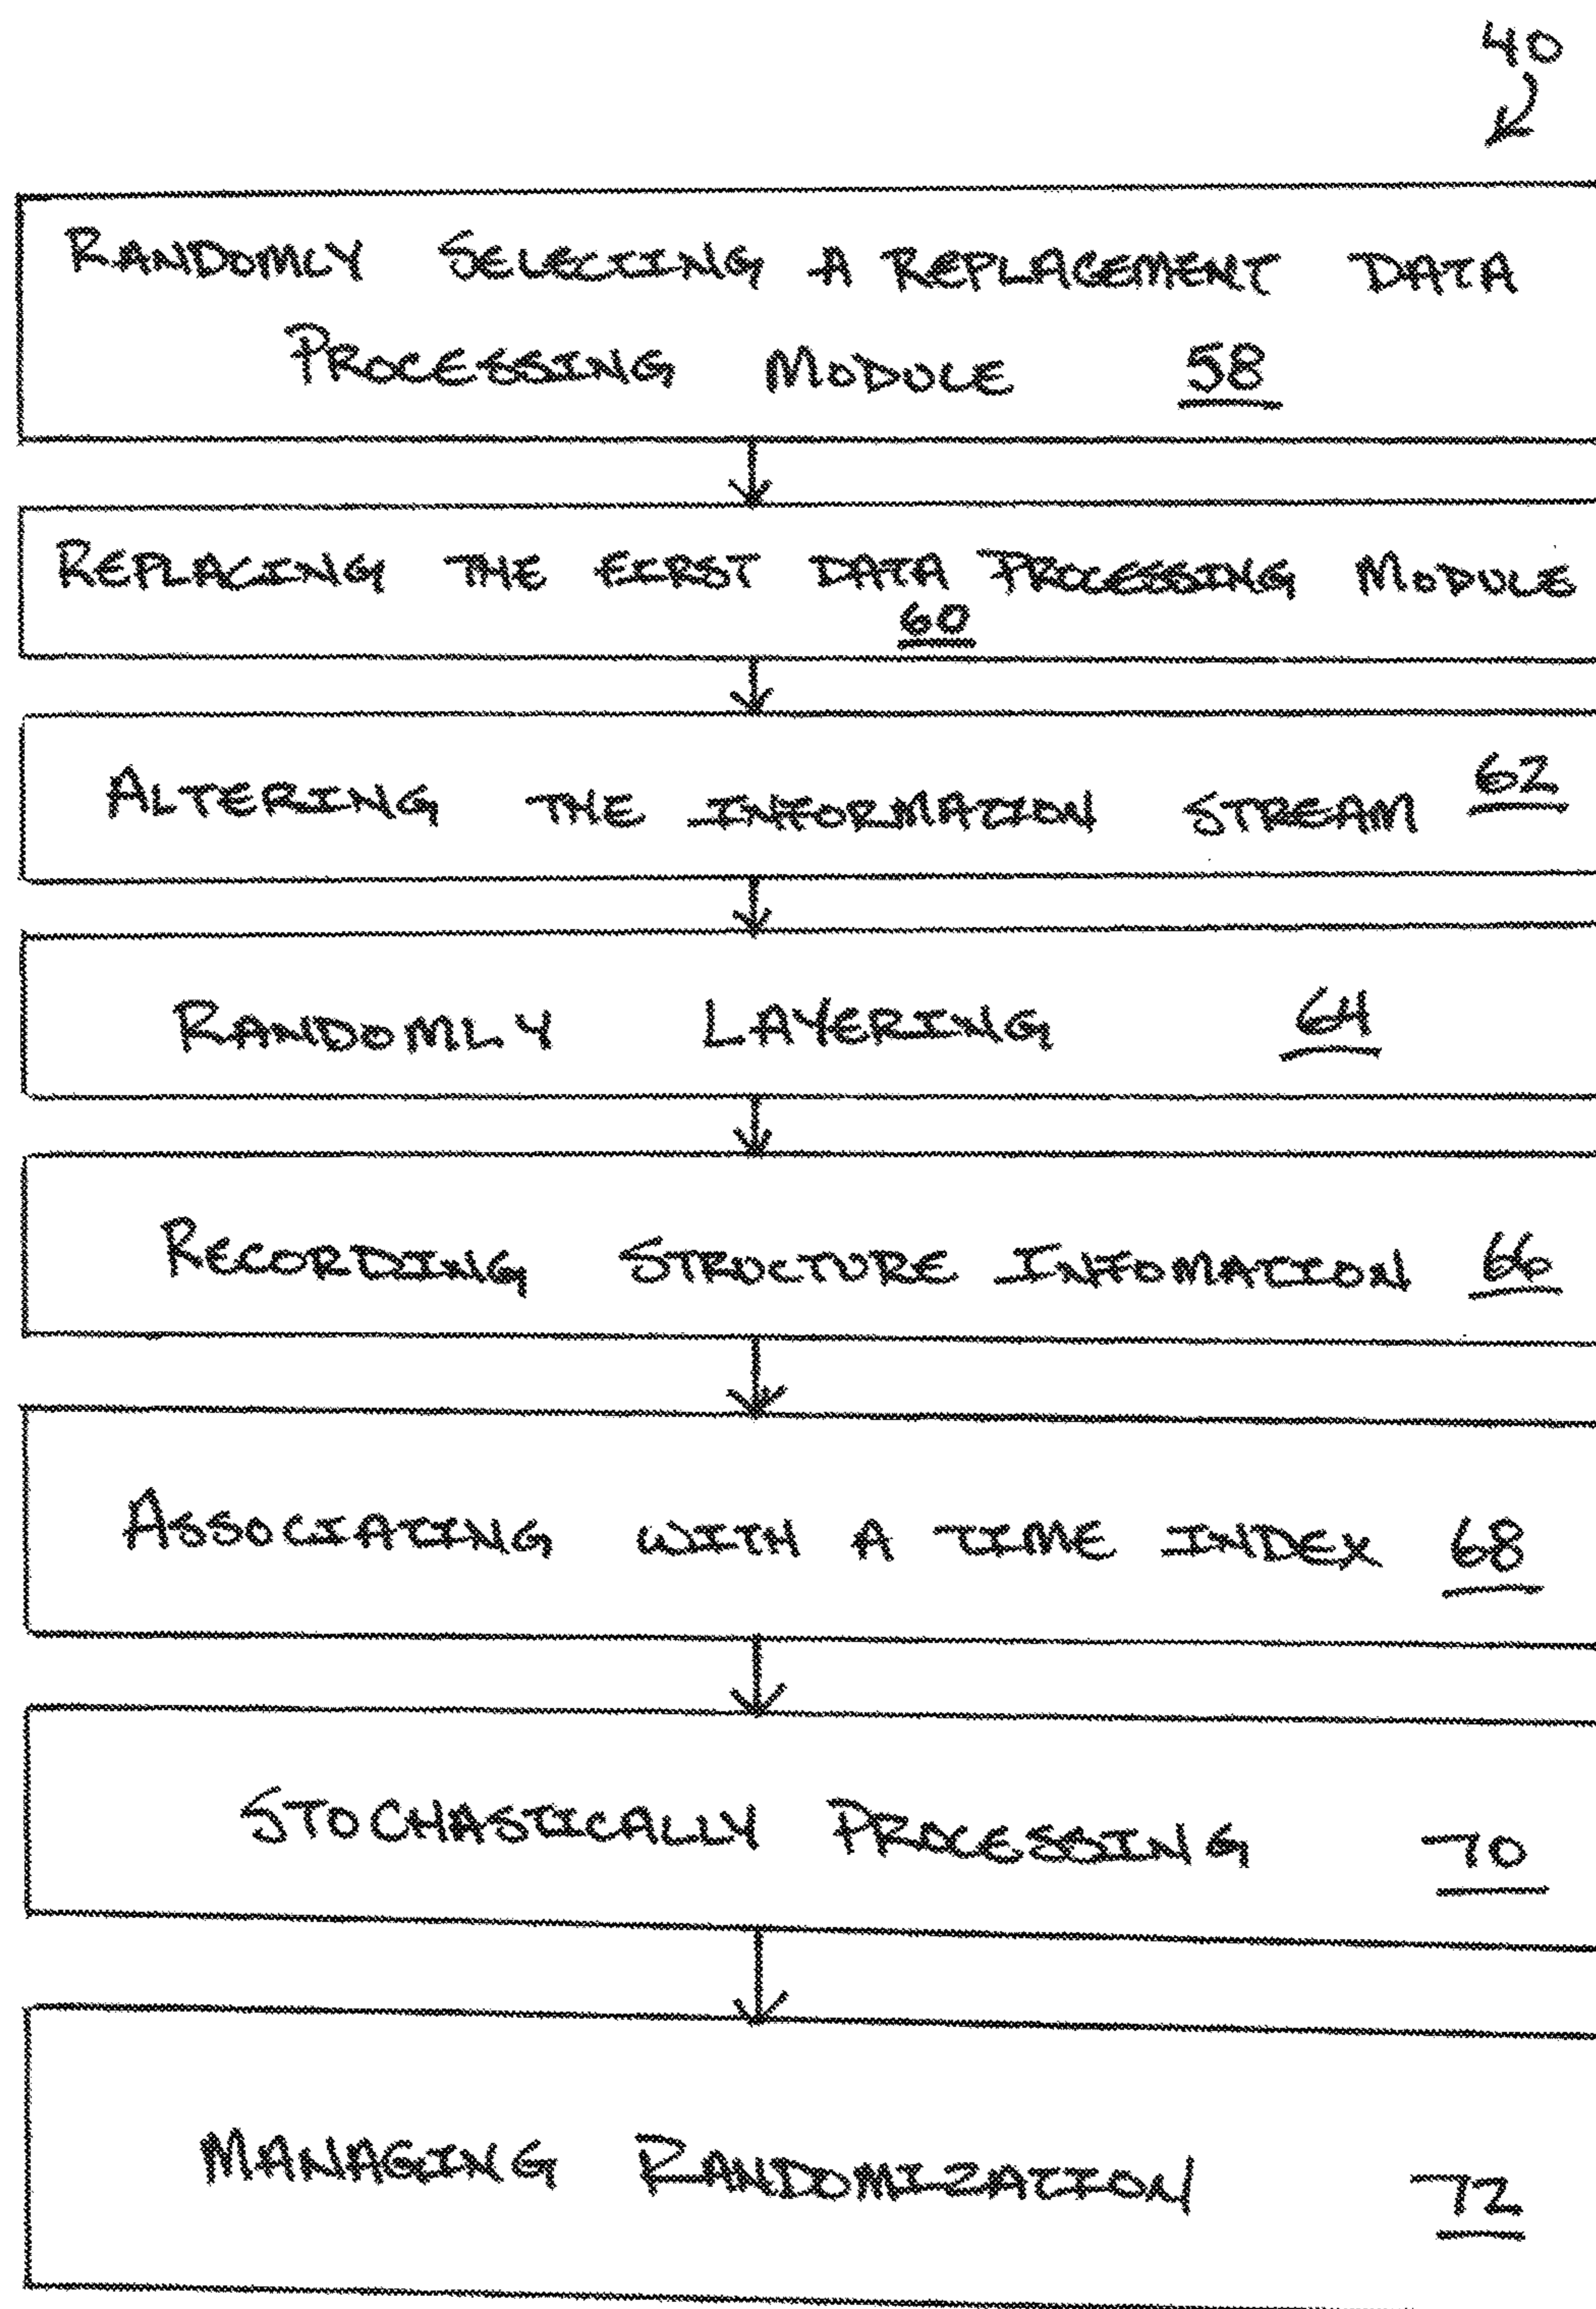 40
RANDOMLY SELECTING A REPLACEMENT DATA
PROCESSING MODULE 58
REPLACING THE FIRST DATA PROCESSING MODULE
60
ALTERING THE INFORMATION STREAM 62
RANDOMLY LAYERING 64
RECORDING STRUCTURE INFOMATION 66
ASSOCIATING WITH A TIME INDEX 68
STOCHASTICALLY PROCESSING 70
MANAGING RANDOMIZATION 72